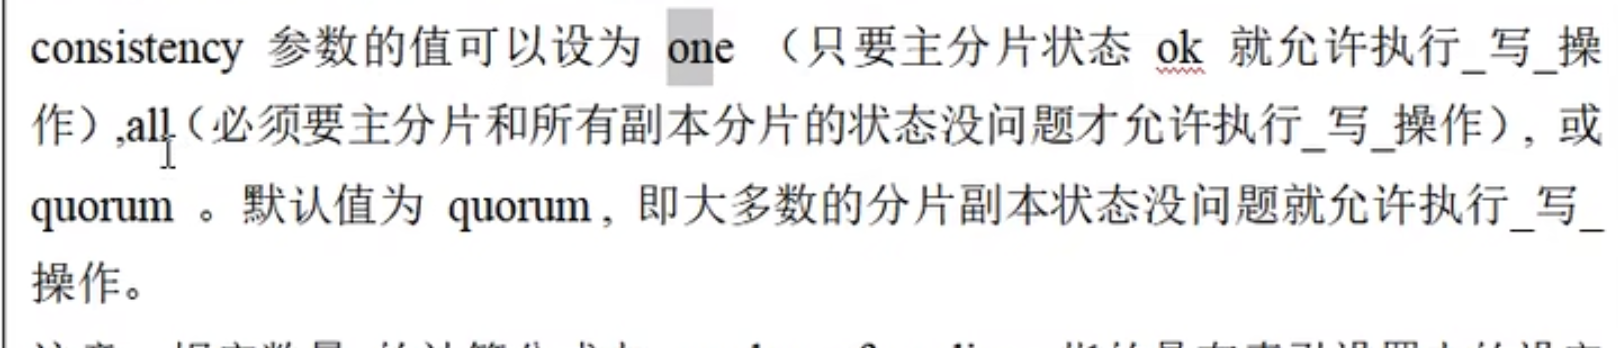 consistency 参数的值可以设为 one （只要主分片状态 ok 就允许执行_写_操
作）,all（必须要主分片和所有副本分片的状态没问题才允许执行_写_操作）, 或
quorum 。默认值为 quorum , 即大多数的分片副本状态没问题就允许执行_写_
操作。